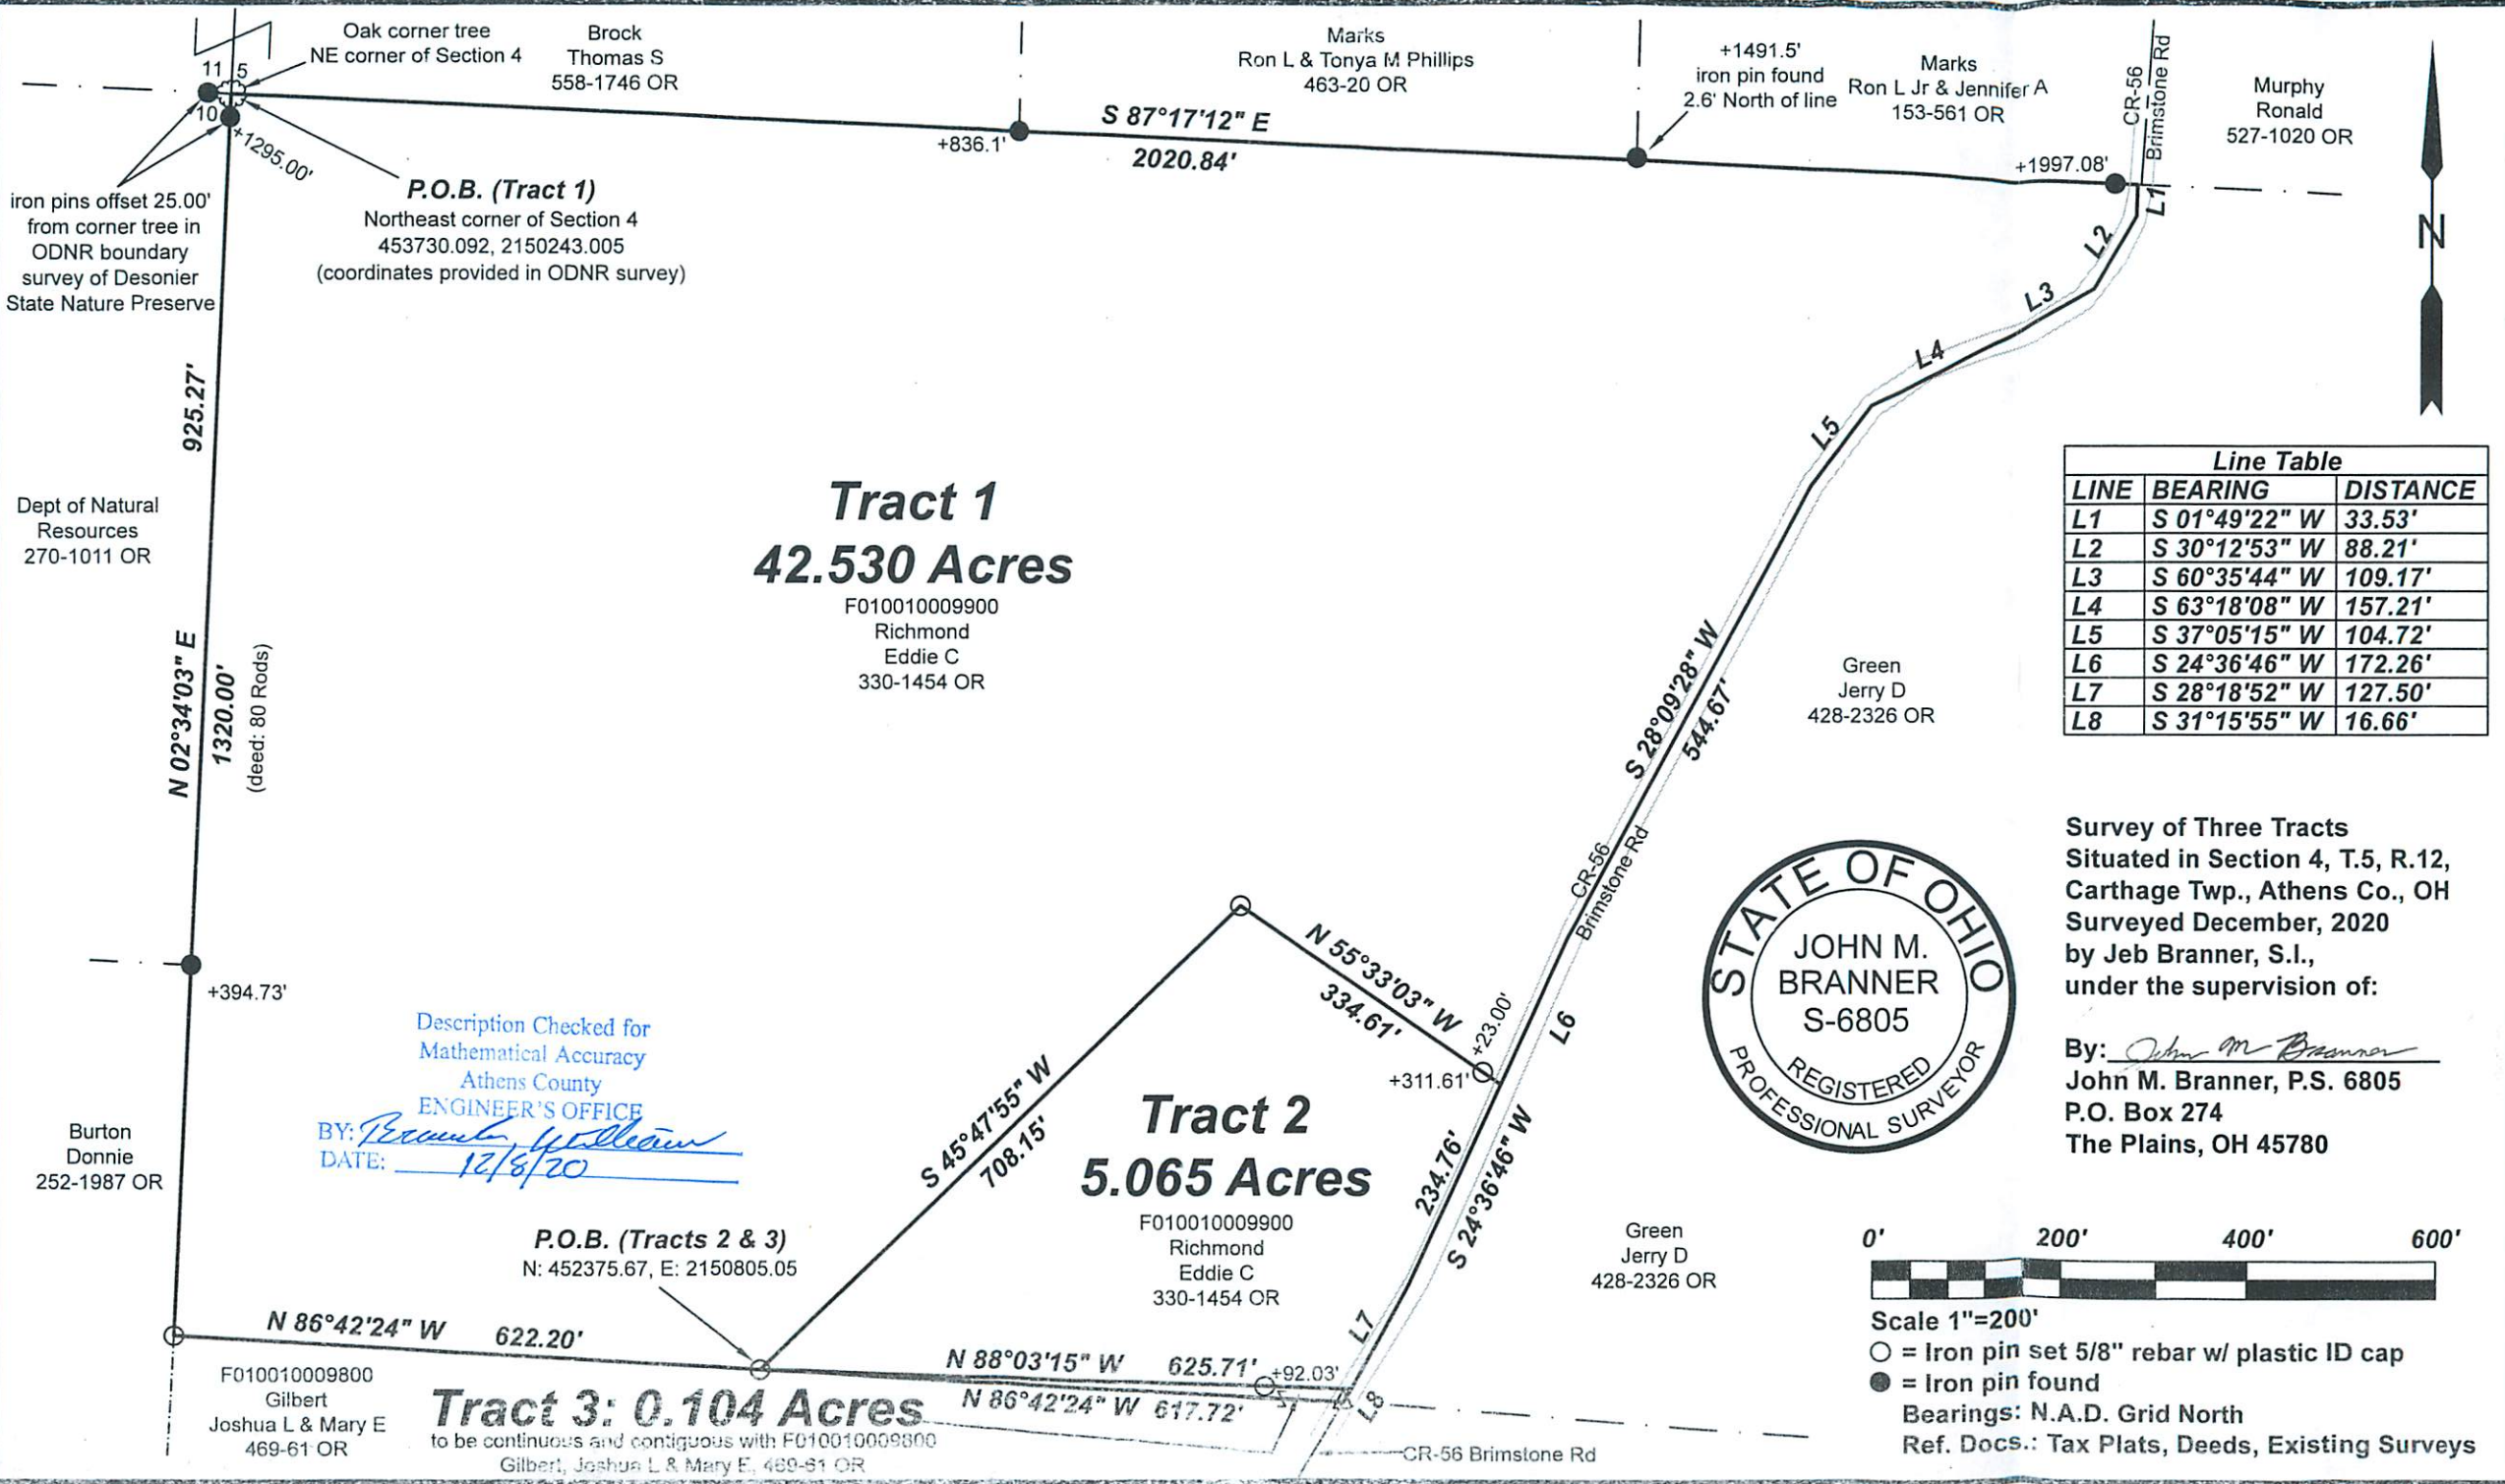 Oak corner tree
NE corner of Section 4
Brock
Thomas S
558-1746 OR
Marks
Ron L & Tonya M Phillips
463-20 OR
+1491.5'
iron pin found
2.6' North of line
Marks
Ron L Jr & Jennifer A
153-561 OR
CR-56
Brimstone Rd
Murphy
Ronald
527-1020 OR
11 5
10
+1295.00'
+836.1'
S 87°17'12" E
2020.84'
+1997.08'
L1
L2
L3
L4
L5
N
iron pins offset 25.00'
from corner tree in
ODNR boundary
survey of Desonier
State Nature Preserve
P.O.B. (Tract 1)
Northeast corner of Section 4
453730.092, 2150243.005
(coordinates provided in ODNR survey)
925.27'
Dept of Natural
Resources
270-1011 OR
N 02°34'03" E
1320.00'
(deed: 80 Rods)
Tract 1
42.530 Acres
F010010009900
Richmond
Eddie C
330-1454 OR
S 28°09'28" W
544.67'
Green
Jerry D
428-2326 OR
Line Table
LINE BEARING DISTANCE
L1 S 01°49'22" W 33.53'
L2 S 30°12'53" W 88.21'
L3 S 60°35'44" W 109.17'
L4 S 63°18'08" W 157.21'
L5 S 37°05'15" W 104.72'
L6 S 24°36'46" W 172.26'
L7 S 28°18'52" W 127.50'
L8 S 31°15'55" W 16.66'
CR-56
Brimstone Rd
+394.73'
Description Checked for
Mathematical Accuracy
Athens County
ENGINEER'S OFFICE
BY:
DATE: 12/8/20
Burton
Donnie
252-1987 OR
N 55°33'03" W
334.61'
+23.00'
+311.61'
L6
S 45°47'55" W
708.15'
Tract 2
5.065 Acres
F010010009900
Richmond
Eddie C
330-1454 OR
234.76'
S 24°36'46" W
L7
Green
Jerry D
428-2326 OR
STATE OF OHIO
JOHN M.
BRANNER
S-6805
REGISTERED
PROFESSIONAL SURVEYOR
Survey of Three Tracts
Situated in Section 4, T.5, R.12,
Carthage Twp., Athens Co., OH
Surveyed December, 2020
by Jeb Branner, S.I.,
under the supervision of:
By: John M Branner
John M. Branner, P.S. 6805
P.O. Box 274
The Plains, OH 45780
P.O.B. (Tracts 2 & 3)
N: 452375.67, E: 2150805.05
N 86°42'24" W 622.20'
N 88°03'15" W 625.71'
+92.03'
N 86°42'24" W 617.72'
L8
F010010009800
Gilbert
Joshua L & Mary E
469-61 OR
Tract 3: 0.104 Acres
to be continuous and contiguous with F010010009800
Gilbert, Joshua L & Mary E, 469-61 OR
CR-56 Brimstone Rd
0' 200' 400' 600'
Scale 1"=200'
= Iron pin set 5/8" rebar w/ plastic ID cap
= Iron pin found
Bearings: N.A.D. Grid North
Ref. Docs.: Tax Plats, Deeds, Existing Surveys